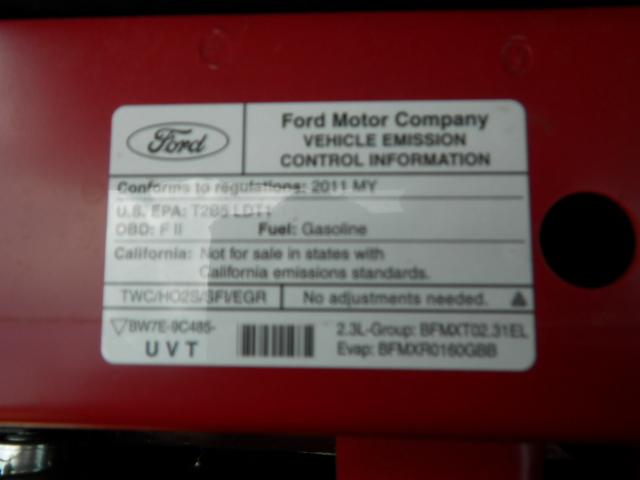 Ford
Ford Motor Company
VEHICLE EMISSION
CONTROL INFORMATION
Conforms to regulations: 2011 MY
U.S. EPA: T2B5 LDT1
OBD: F II Fuel: Gasoline
California: Not for sale in states with
California emissions standards.
TWC/HO2S/SFI/EGR No adjustments needed.
BW7E-9C485-
UVT
2.3L-Group: BFMXT02.31EL
Evap: BFMXR0160GBB